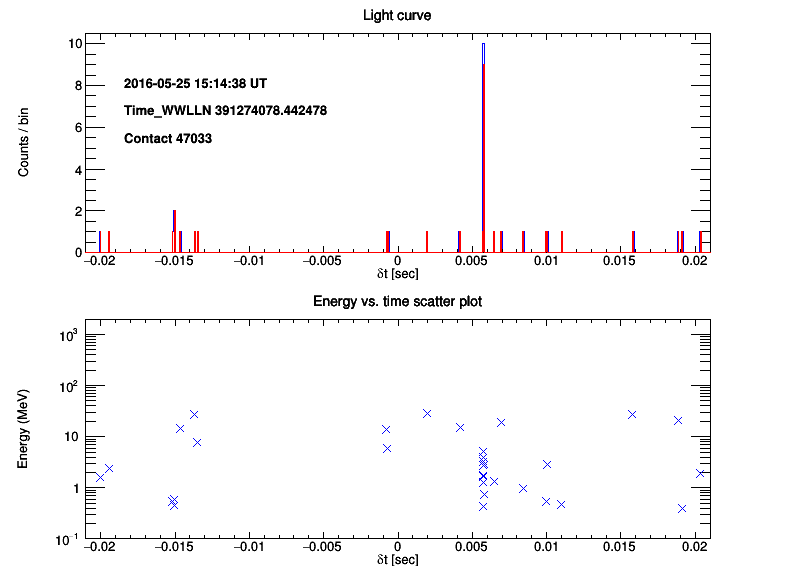 Light curve
Counts / bin
10
8
6
4
2
0
2016-05-25 15:14:38 UT
Time_WWLLN 391274078.442478
Contact 47033
−0.02 −0.015 −0.01 −0.005 0 0.005 0.01 0.015 0.02
δt [sec]
Energy vs. time scatter plot
Energy (MeV)
10³
10²
10
1
10⁻¹
−0.02 −0.015 −0.01 −0.005 0 0.005 0.01 0.015 0.02
δt [sec]